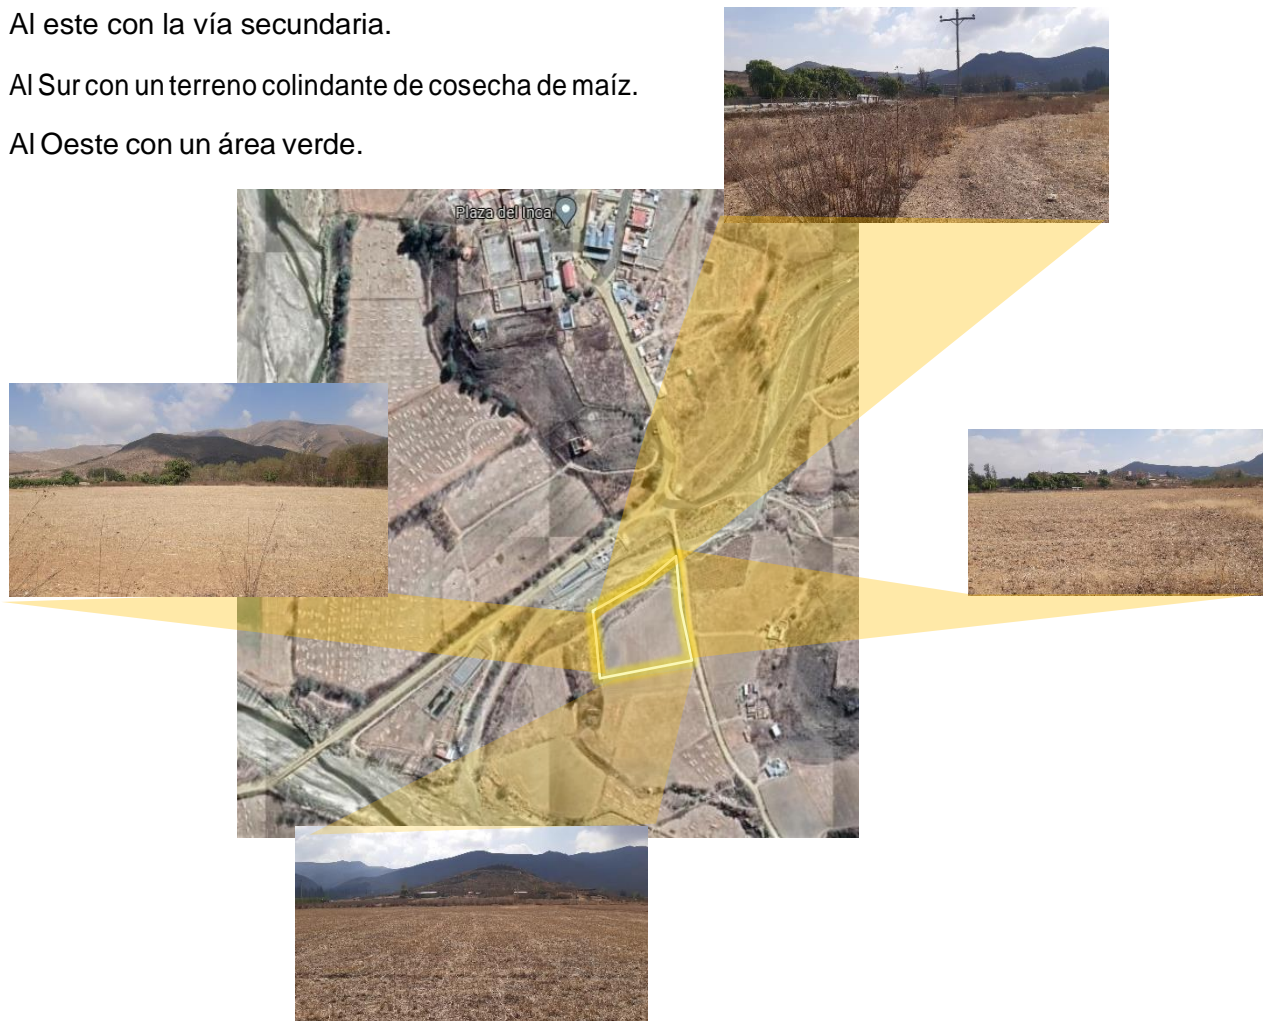 Al este con la vía secundaria.
Al Sur con un terreno colindante de cosecha de maíz.
Al Oeste con un área verde.
Plaza del Inca